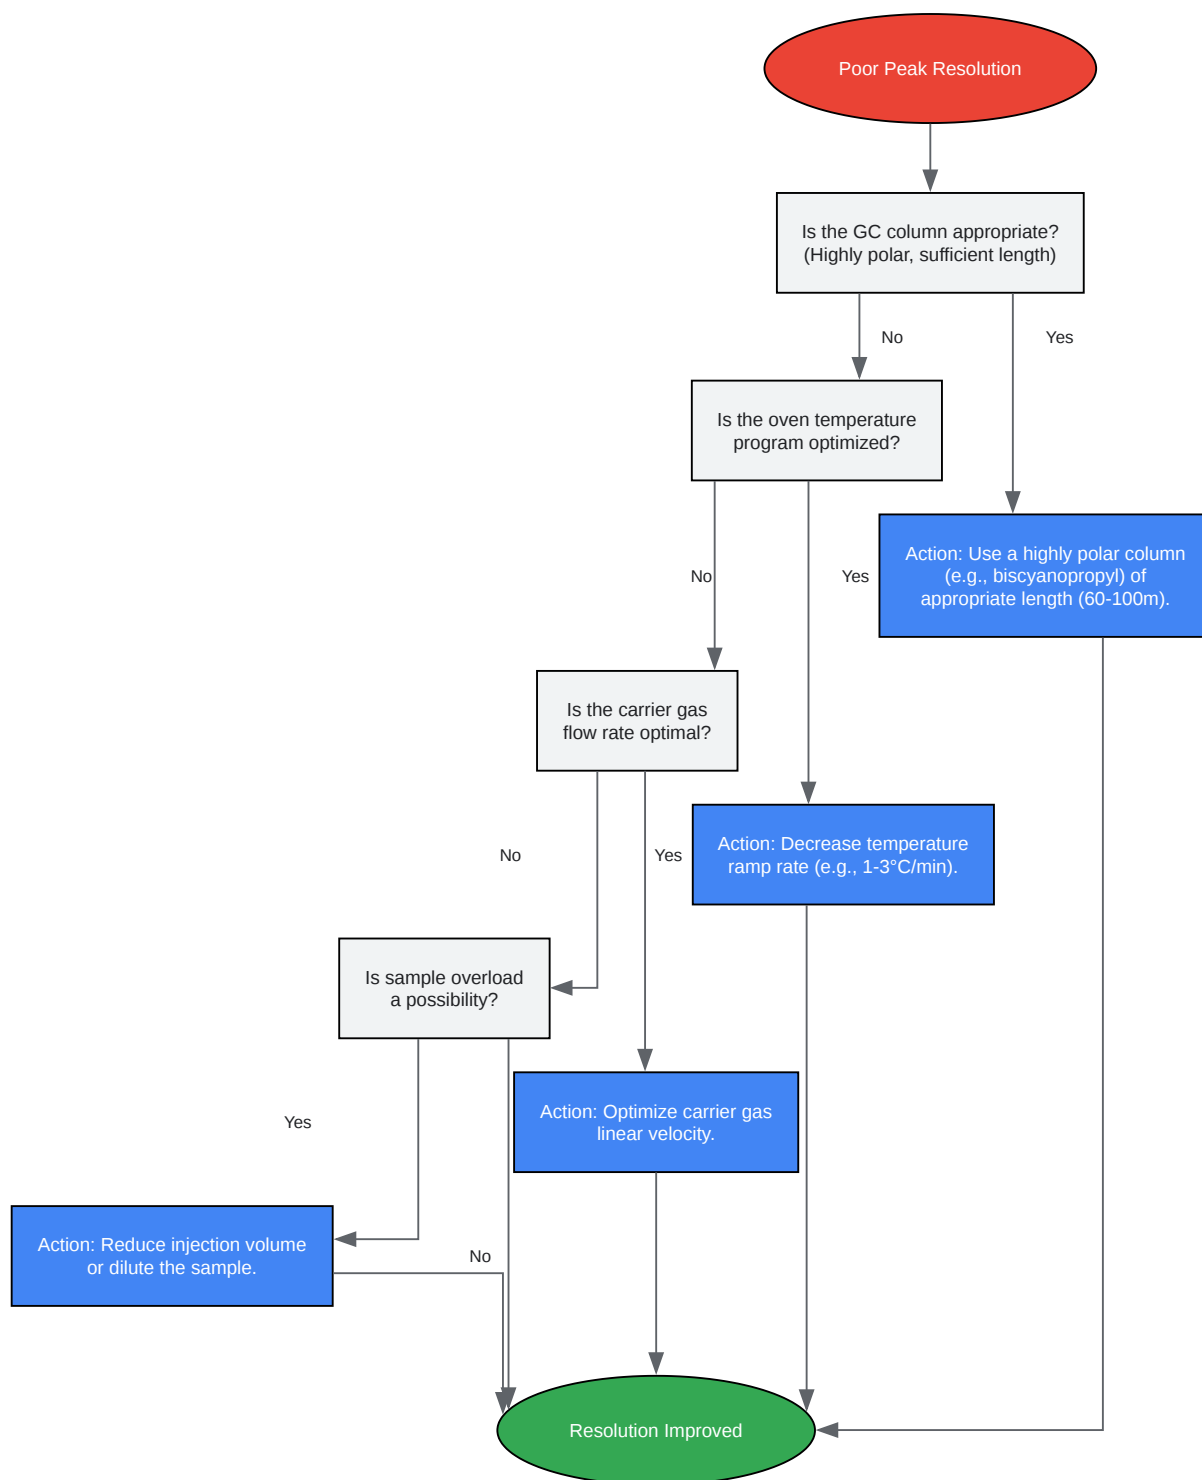 Poor Peak Resolution
Is the GC column appropriate?
(Highly polar, sufficient length)
No
Yes
Is the oven temperature
program optimized?
Action: Use a highly polar column
(e.g., biscyanopropyl) of
appropriate length (60-100m).
No
Yes
Is the carrier gas
flow rate optimal?
Action: Decrease temperature
ramp rate (e.g., 1-3°C/min).
No
Yes
Is sample overload
a possibility?
Action: Optimize carrier gas
linear velocity.
Yes
Action: Reduce injection volume
or dilute the sample.
No
Resolution Improved